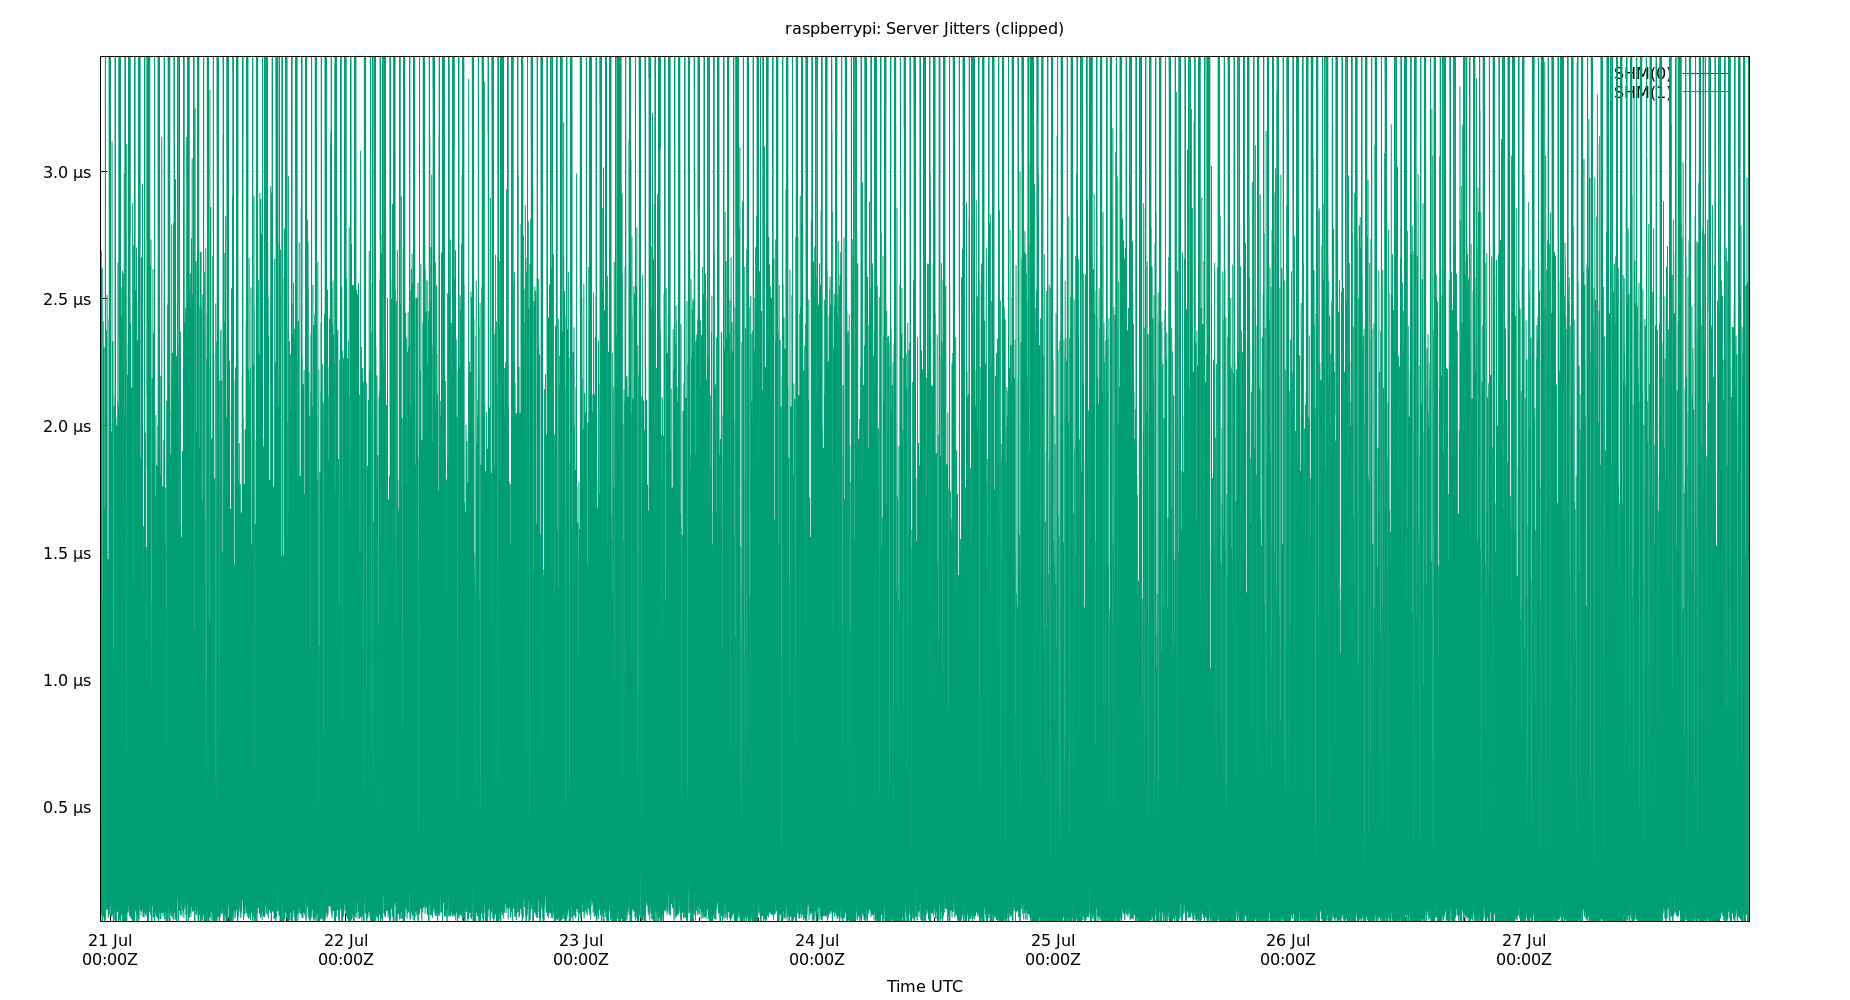 raspberrypi: Server Jitters (clipped)
SHM(0)
SHM(1)
3.0 μs
2.5 μs
2.0 μs
1.5 μs
1.0 μs
0.5 μs
21 Jul 22 Jul 23 Jul 24 Jul 25 Jul 26 Jul 27 Jul
00:00Z 00:00Z 00:00Z 00:00Z 00:00Z 00:00Z 00:00Z
Time UTC